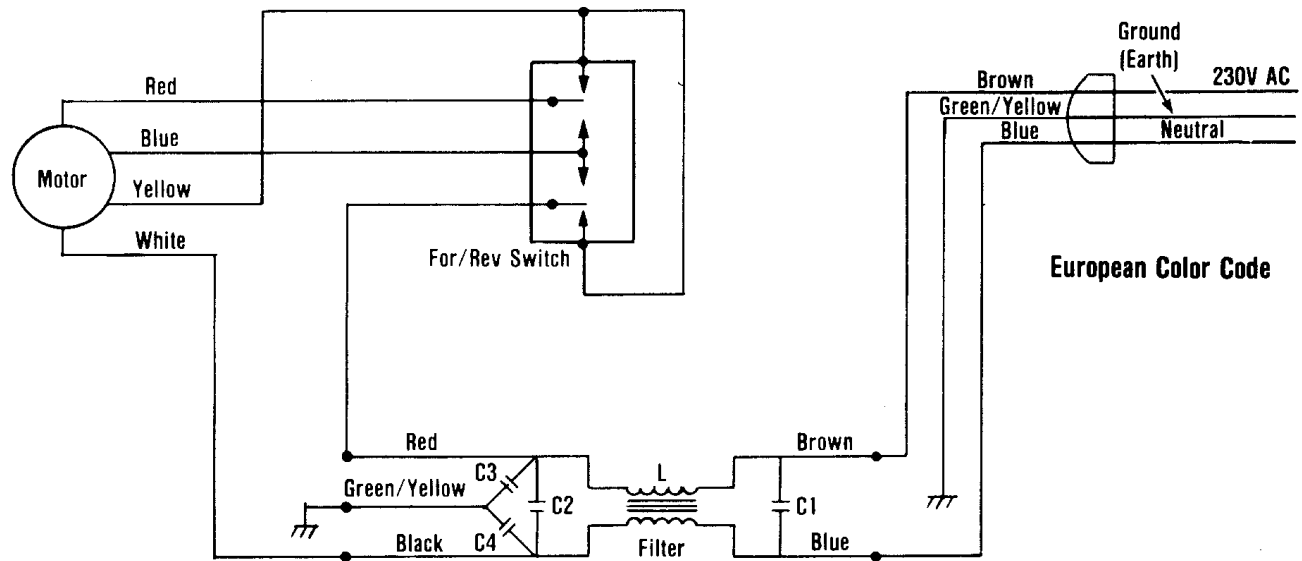 Ground
(Earth)
Brown
230V AC
Red
Green/Yellow
Blue
Neutral
Blue
Motor
Yellow
White
For/Rev Switch
European Color Code
Red
Brown
C3
L
Green/Yellow
C2
C1
C4
Black
Filter
Blue